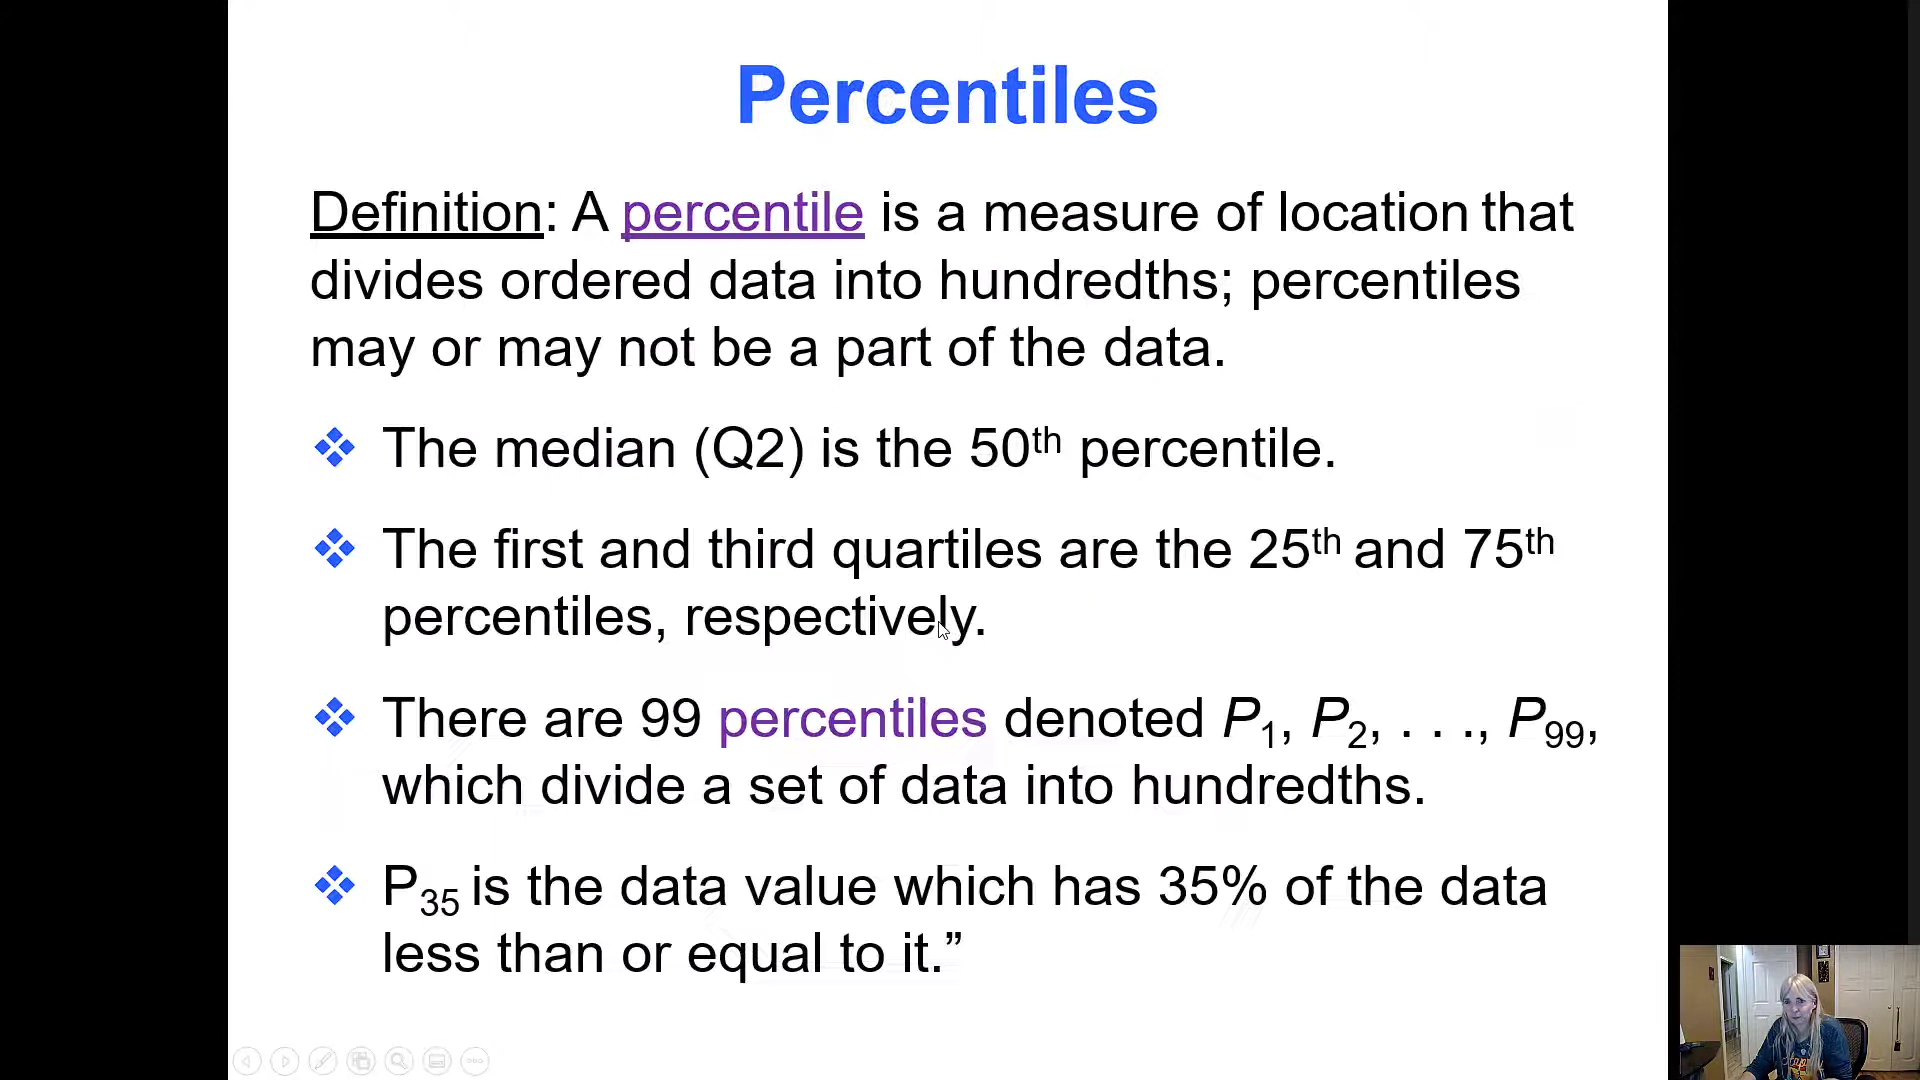 Percentiles
Definition: A percentile is a measure of location that
divides ordered data into hundredths; percentiles
may or may not be a part of the data.
❖ The median (Q2) is the 50th percentile.
❖ The first and third quartiles are the 25th and 75th
percentiles, respectively.
❖ There are 99 percentiles denoted P1, P2, . . ., P99,
which divide a set of data into hundredths.
❖ P35 is the data value which has 35% of the data
less than or equal to it.”